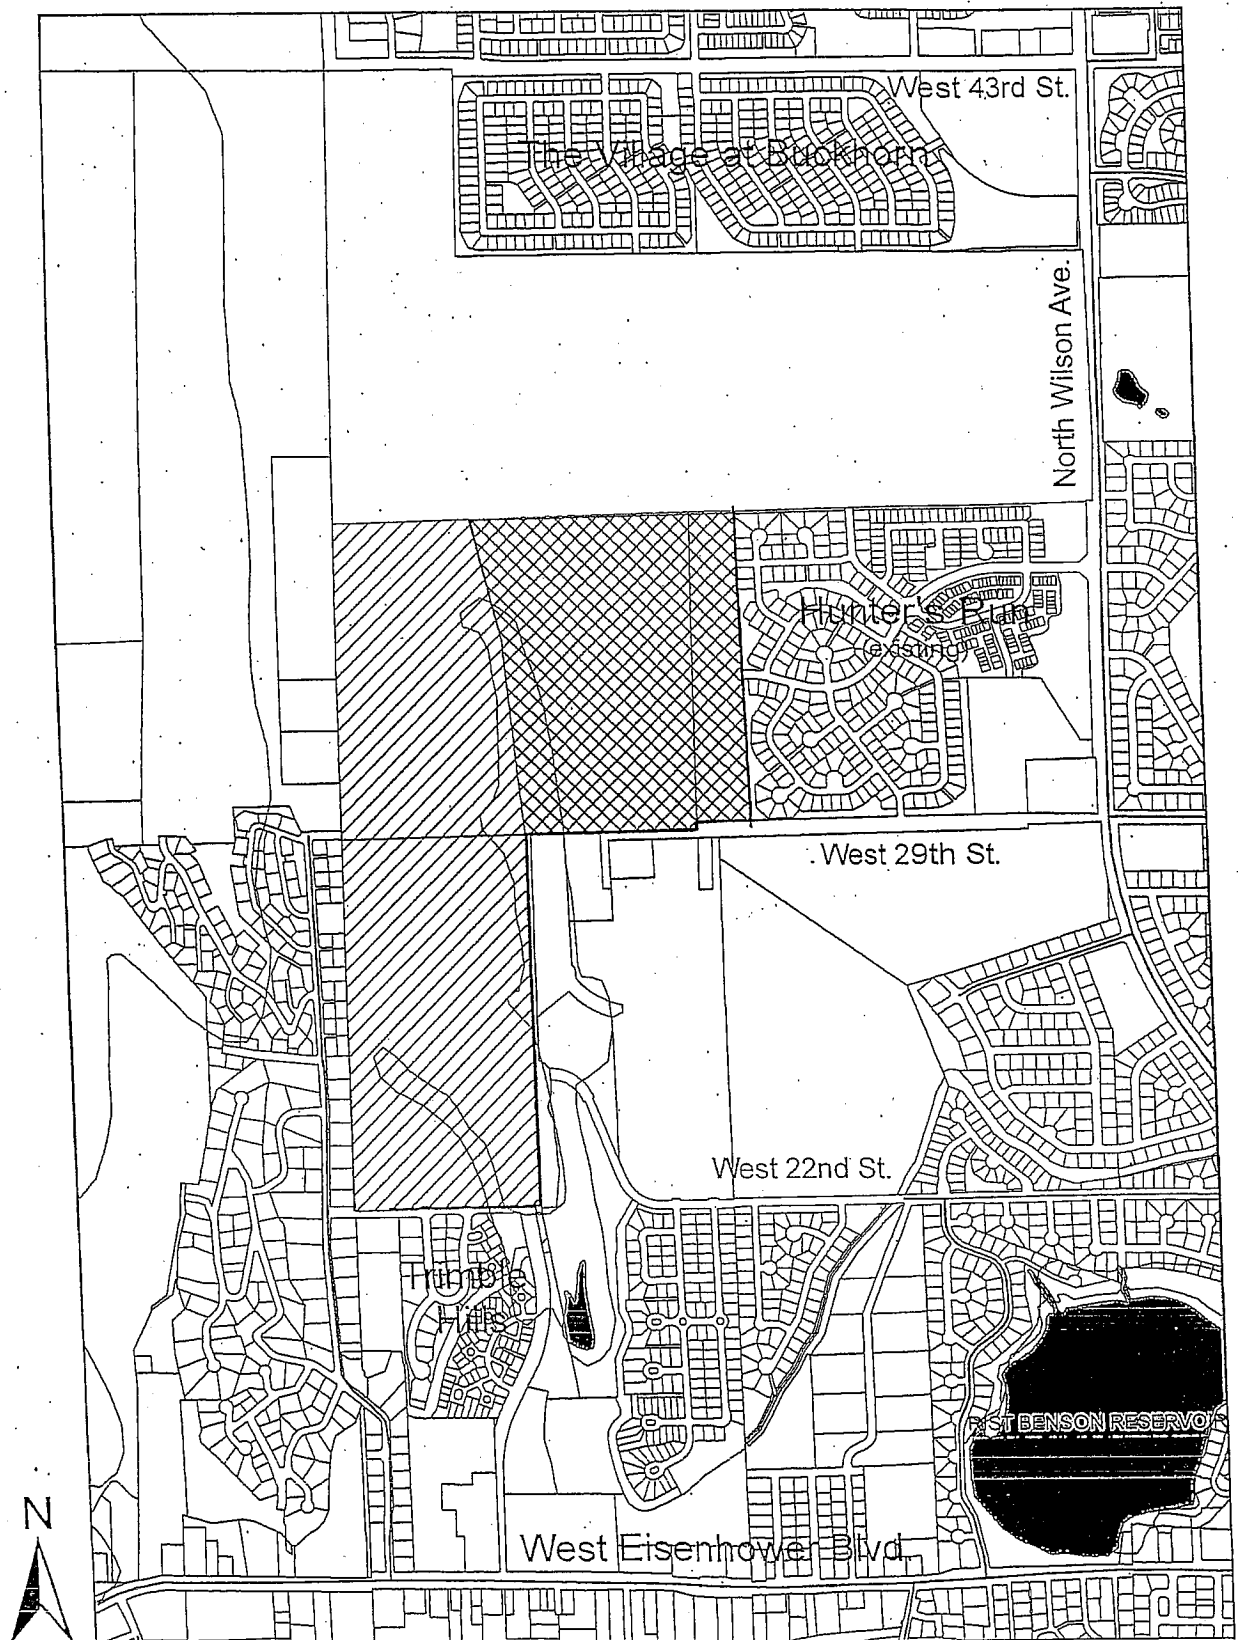 West 43rd St.
The Village at Buckhorn
North Wilson Ave.
Hunter's Run
(existing)
West 29th St.
West 22nd St.
Trimble
Hills
RIST BENSON RESERVOIR
N
West Eisenhower Blvd.